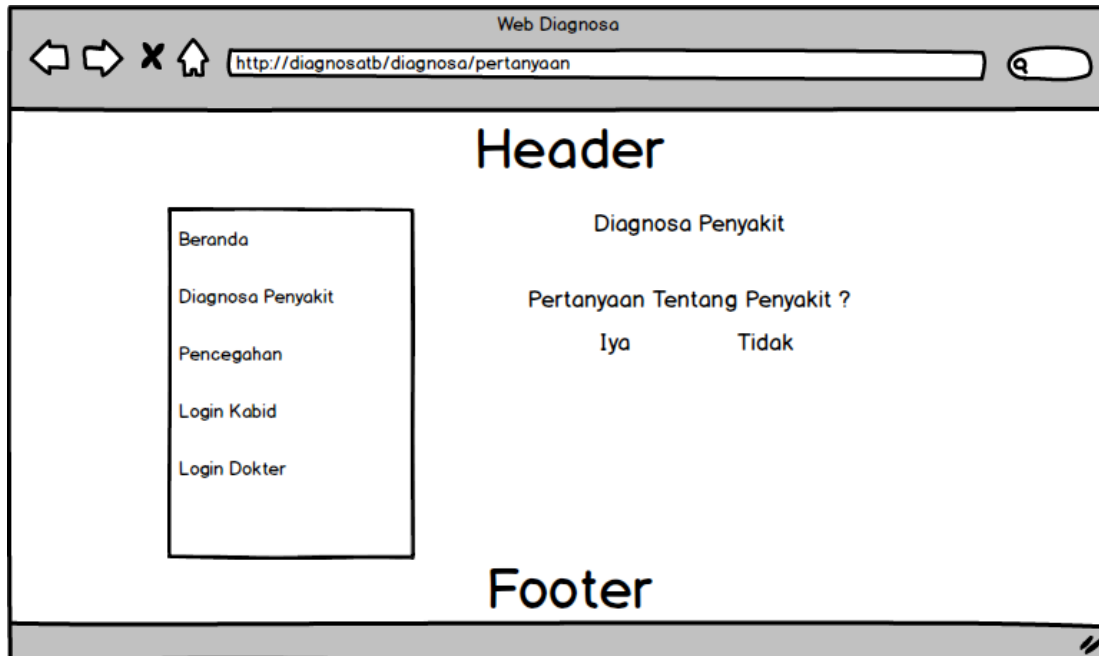 Web Diagnosa
http://diagnosatb/diagnosa/pertanyaan
Header
Beranda
Diagnosa Penyakit
Pencegahan
Login Kabid
Login Dokter
Diagnosa Penyakit
Pertanyaan Tentang Penyakit ?
Iya Tidak
Footer